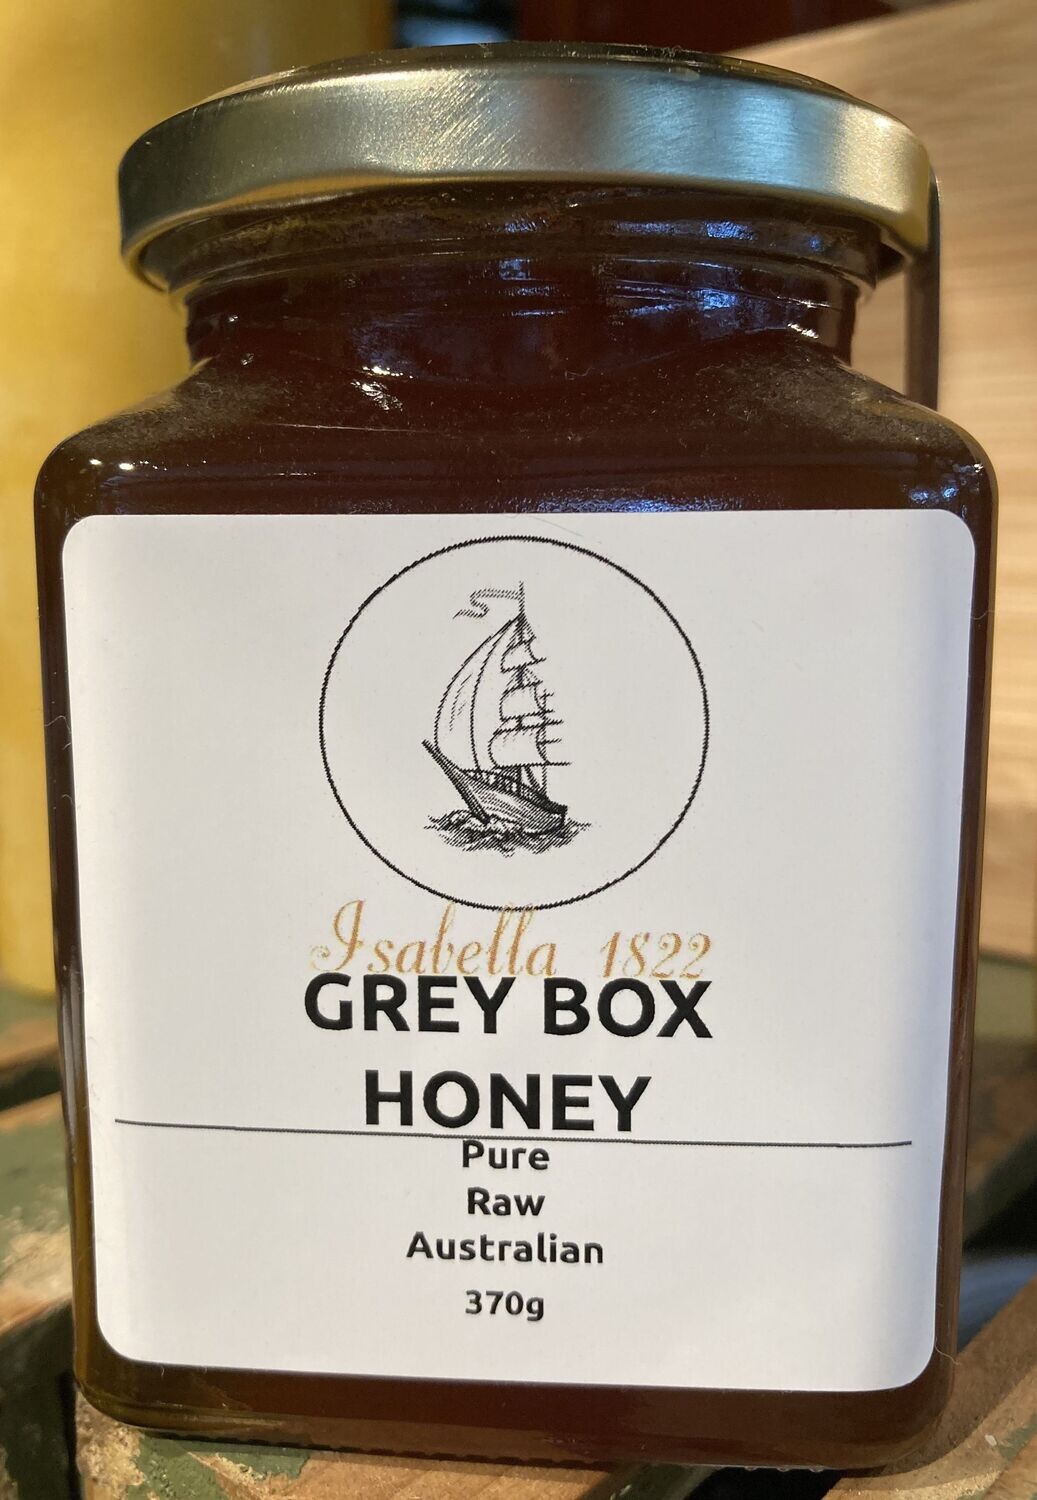 Isabella 1822
GREY BOX
HONEY
Pure
Raw
Australian
370g